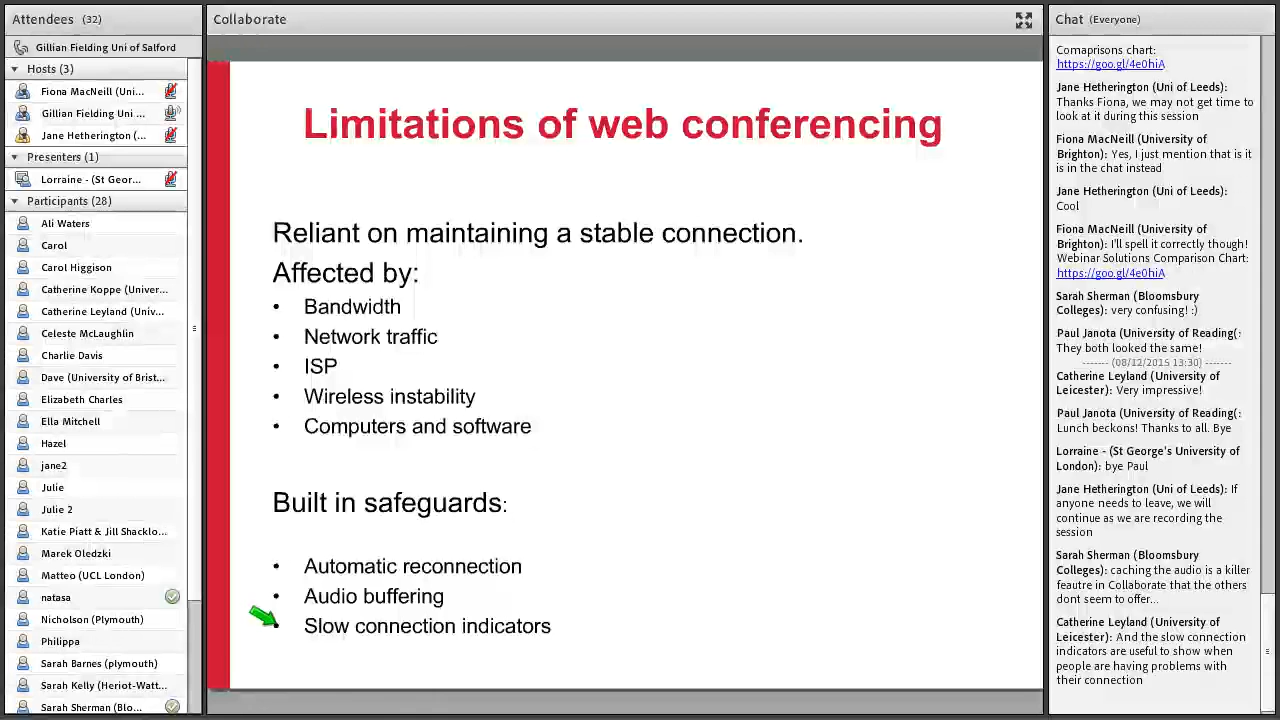 Attendees (32)
Gillian Fielding Uni of Salford
Hosts (3)
Fiona MacNeill (Uni...
Gillian Fielding Uni ...
Jane Hetherington (...
Presenters (1)
Lorraine - (St Geor...
Participants (28)
Ali Waters
Carol
Carol Higgison
Catherine Koppe (Univer...
Catherine Leyland (Univ...
Celeste McLaughlin
Charlie Davis
Dave (University of Brist...
Elizabeth Charles
Ella Mitchell
Hazel
jane2
Julie
Julie 2
Katie Piatt & Jill Shacklo...
Marek Oledzki
Matteo (UCL London)
natasa
Nicholson (Plymouth)
Philippa
Sarah Barnes (plymouth)
Sarah Kelly (Heriot-Watt...
Sarah Sherman (Blo...
Collaborate
Limitations of web conferencing
Reliant on maintaining a stable connection.
Affected by:
• Bandwidth
• Network traffic
• ISP
• Wireless instability
• Computers and software
Built in safeguards:
• Automatic reconnection
• Audio buffering
• Slow connection indicators
Chat (Everyone)
Comaprisons chart:
https://goo.gl/4e0hiA
Jane Hetherington (Uni of Leeds):
Thanks Fiona, we may not get time to
look at it during this session
Fiona MacNeill (University of
Brighton): Yes, I just mention that is it
is in the chat instead
Jane Hetherington (Uni of Leeds):
Cool
Fiona MacNeill (University of
Brighton): I'll spell it correctly though!
Webinar Solutions Comparison Chart:
https://goo.gl/4e0hiA
Sarah Sherman (Bloomsbury
Colleges): very confusing! :)
Paul Janota (University of Reading(:
They both looked the same!
------- (08/12/2015 13:30) -------
Catherine Leyland (University of
Leicester): Very impressive!
Paul Janota (University of Reading(:
Lunch beckons! Thanks to all. Bye
Lorraine - (St George's University of
London): bye Paul
Jane Hetherington (Uni of Leeds): If
anyone needs to leave, we will
continue as we are recording the
session
Sarah Sherman (Bloomsbury
Colleges): caching the audio is a killer
feautre in Collaborate that the others
dont seem to offer...
Catherine Leyland (University of
Leicester): And the slow connection
indicators are useful to show when
people are having problems with
their connection